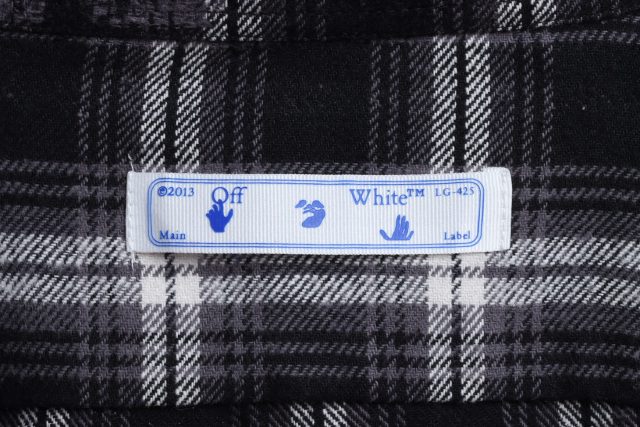 ©2013 Off White™ LG-425
Main Label